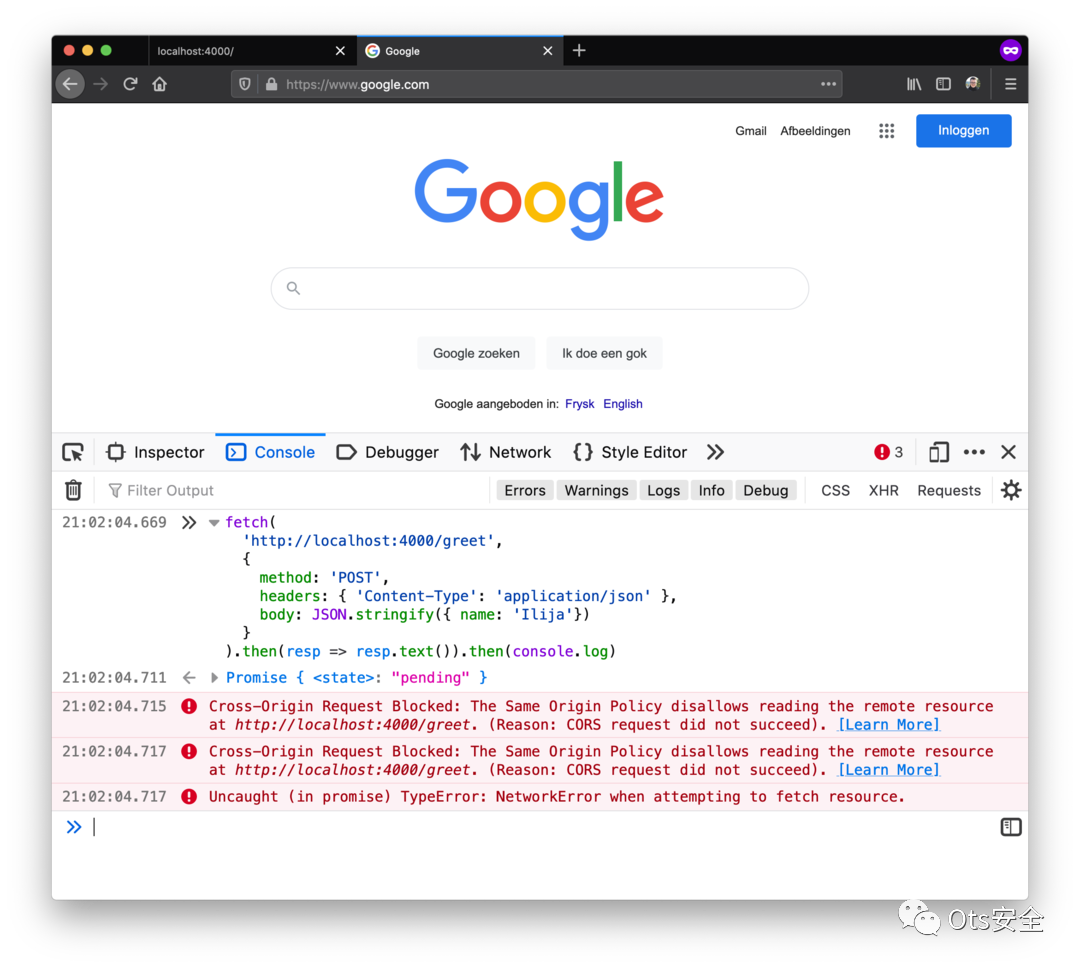 localhost:4000/
Google
https://www.google.com
Gmail Afbeeldingen Inloggen
Google
Google zoeken Ik doe een gok
Google aangeboden in: Frysk English
Inspector Console Debugger Network Style Editor 3
Filter Output Errors Warnings Logs Info Debug CSS XHR Requests
21:02:04.669 fetch(
'http://localhost:4000/greet',
{
method: 'POST',
headers: { 'Content-Type': 'application/json' },
body: JSON.stringify({ name: 'Ilija'})
}
).then(resp => resp.text()).then(console.log)
21:02:04.711 Promise { <state>: "pending" }
21:02:04.715 Cross-Origin Request Blocked: The Same Origin Policy disallows reading the remote resource
at http://localhost:4000/greet. (Reason: CORS request did not succeed). [Learn More]
21:02:04.717 Cross-Origin Request Blocked: The Same Origin Policy disallows reading the remote resource
at http://localhost:4000/greet. (Reason: CORS request did not succeed). [Learn More]
21:02:04.717 Uncaught (in promise) TypeError: NetworkError when attempting to fetch resource.
Ots安全